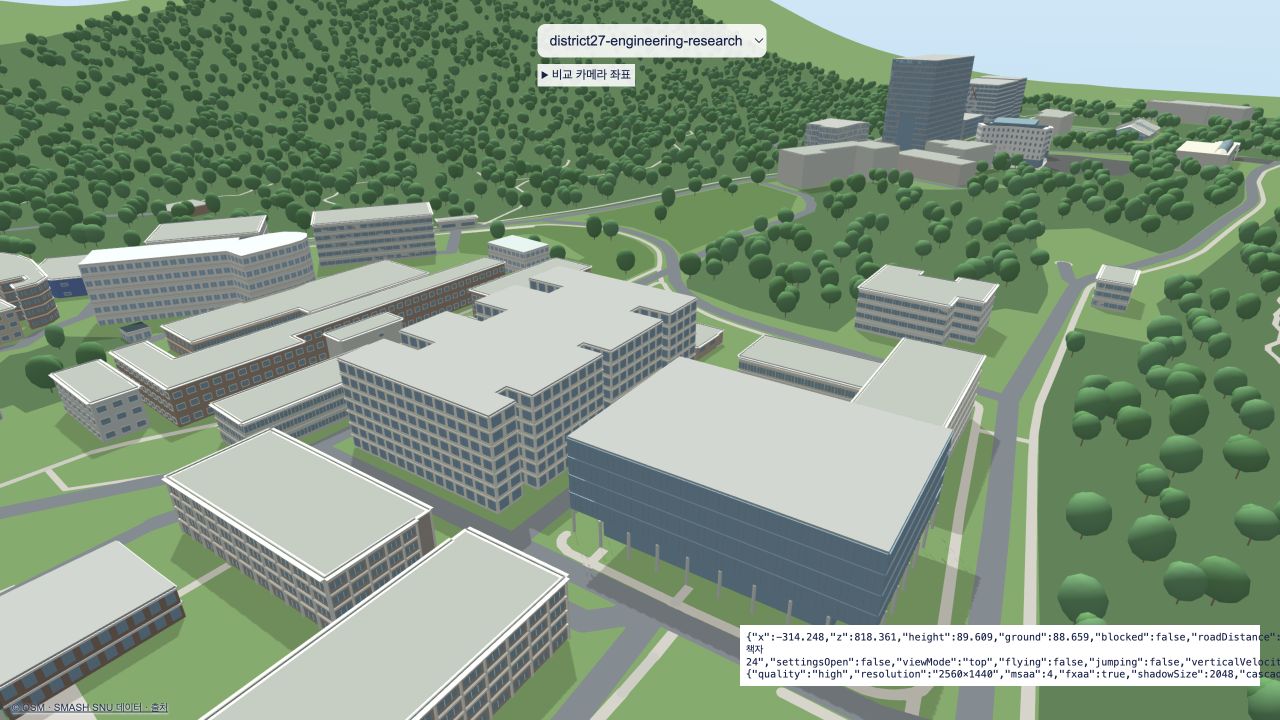 district27-engineering-research
▶ 비교 카메라 좌표
{"x":-314.248,"z":818.361,"height":89.609,"ground":88.659,"blocked":false,"roadDistance":
책자
24","settingsOpen":false,"viewMode":"top","flying":false,"jumping":false,"verticalVelocit
{"quality":"high","resolution":"2560×1440","msaa":4,"fxaa":true,"shadowSize":2048,"cascad
© OSM · SMASH.SNU 데이터 · 출처